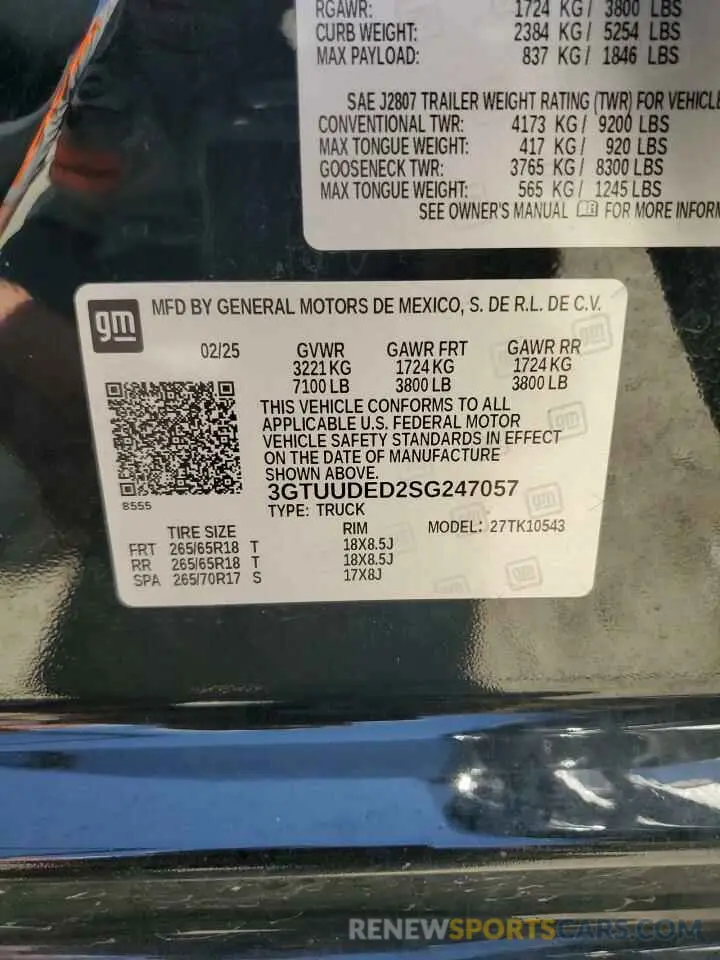 RGAWR: 1724 KG / 3800 LBS
CURB WEIGHT: 2384 KG / 5254 LBS
MAX PAYLOAD: 837 KG / 1846 LBS
SAE J2807 TRAILER WEIGHT RATING (TWR) FOR VEHICLE
CONVENTIONAL TWR: 4173 KG / 9200 LBS
MAX TONGUE WEIGHT: 417 KG / 920 LBS
GOOSENECK TWR: 3765 KG / 8300 LBS
MAX TONGUE WEIGHT: 565 KG / 1245 LBS
SEE OWNER'S MANUAL FOR MORE INFORM
gm MFD BY GENERAL MOTORS DE MEXICO, S. DE R.L. DE C.V.
02/25 GVWR GAWR FRT GAWR RR
3221 KG 1724 KG 1724 KG
7100 LB 3800 LB 3800 LB
THIS VEHICLE CONFORMS TO ALL
APPLICABLE U.S. FEDERAL MOTOR
VEHICLE SAFETY STANDARDS IN EFFECT
ON THE DATE OF MANUFACTURE
SHOWN ABOVE.
8555
3GTUUDED2SG247057
TYPE: TRUCK
TIRE SIZE RIM MODEL: 27TK10543
FRT 265/65R18 T 18X8.5J
RR 265/65R18 T 18X8.5J
SPA 265/70R17 S 17X8J
RENEWSPORTSCARS.COM